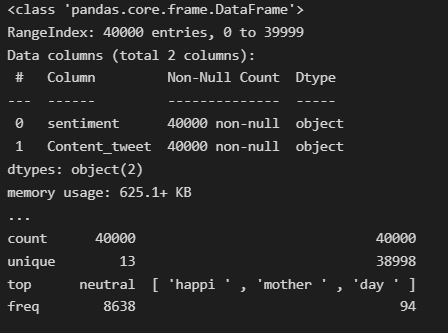 <class 'pandas.core.frame.DataFrame'>
RangeIndex: 40000 entries, 0 to 39999
Data columns (total 2 columns):
 #   Column         Non-Null Count  Dtype
---  ------         --------------  -----
 0   sentiment      40000 non-null  object
 1   Content_tweet  40000 non-null  object
dtypes: object(2)
memory usage: 625.1+ KB
...
count      40000                              40000
unique        13                              38998
top      neutral  [ 'happi ' , 'mother ' , 'day ' ]
freq        8638                                 94